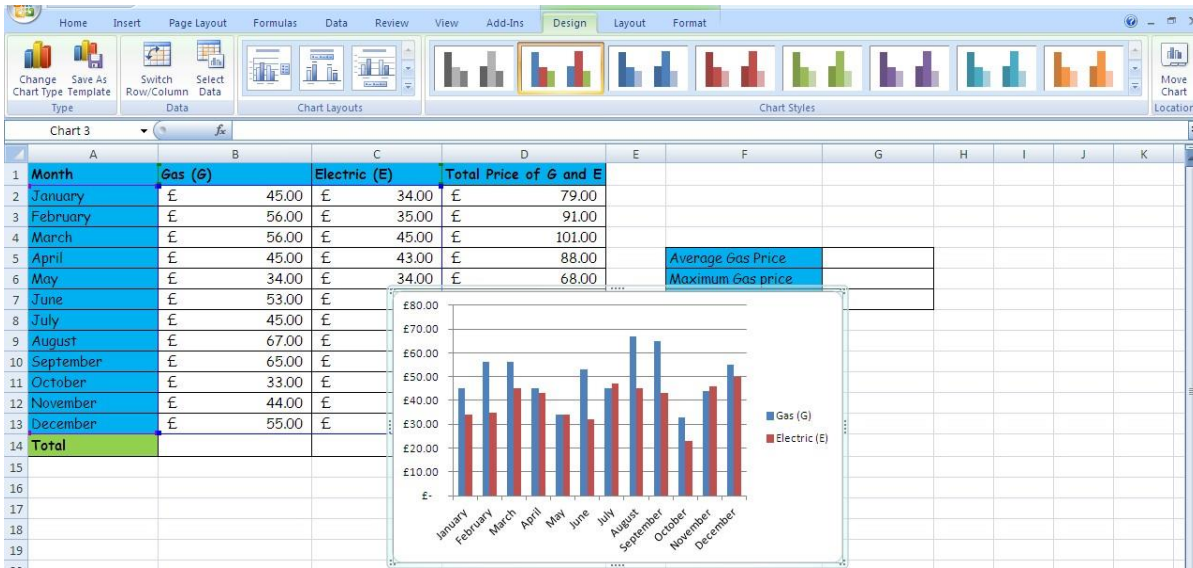 Home Insert Page Layout Formulas Data Review View Add-Ins Design Layout Format
Change Chart Type
Save As Template
Switch Row/Column
Select Data
Move Chart
Type Data Chart Layouts Chart Styles Location
Chart 3 fx
A B C D E F G H I J K
1 Month Gas (G) Electric (E) Total Price of G and E
2 January £ 45.00 £ 34.00 £ 79.00
3 February £ 56.00 £ 35.00 £ 91.00
4 March £ 56.00 £ 45.00 £ 101.00
5 April £ 45.00 £ 43.00 £ 88.00 Average Gas Price
6 May £ 34.00 £ 34.00 £ 68.00 Maximum Gas price
7 June £ 53.00 £
8 July £ 45.00 £
9 August £ 67.00 £
10 September £ 65.00 £
11 October £ 33.00 £
12 November £ 44.00 £
13 December £ 55.00 £
14 Total
15
16
17
18
19
£80.00
£70.00
£60.00
£50.00
£40.00
£30.00
£20.00
£10.00
£-
January February March April May June July August September October November December
Gas (G)
Electric (E)